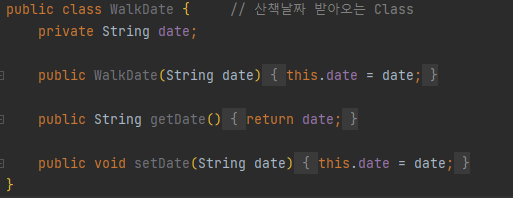 public class WalkDate {     // 산책날짜 받아오는 Class
    private String date;
    public WalkDate(String date) { this.date = date; }
    public String getDate() { return date; }
    public void setDate(String date) { this.date = date; }
}